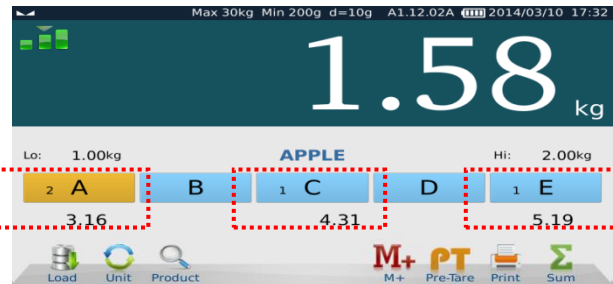 Max 30kg Min 200g d=10g A1.12.02A 2014/03/10 17:32
1.58 kg
Lo: 1.00kg APPLE Hi: 2.00kg
2 A B 1 C D 1 E
3.16 4.31 5.19
M+ PT Σ
Load Unit Product M+ Pre-Tare Print Sum